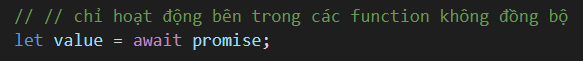 // // chỉ hoạt động bên trong các function không đồng bộ
let value = await promise;